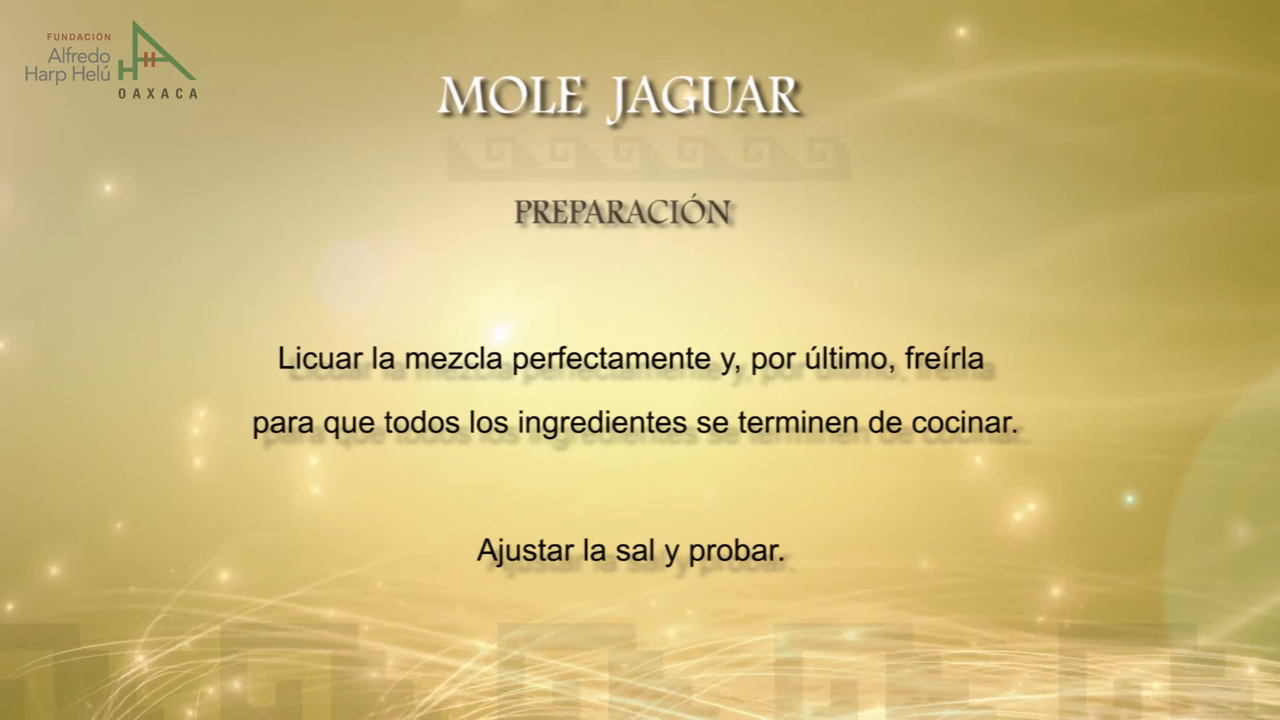 FUNDACIÓN
Alfredo
Harp Helú
OAXACA
MOLE JAGUAR
PREPARACIÓN
Licuar la mezcla perfectamente y, por último, freírla
para que todos los ingredientes se terminen de cocinar.
Ajustar la sal y probar.